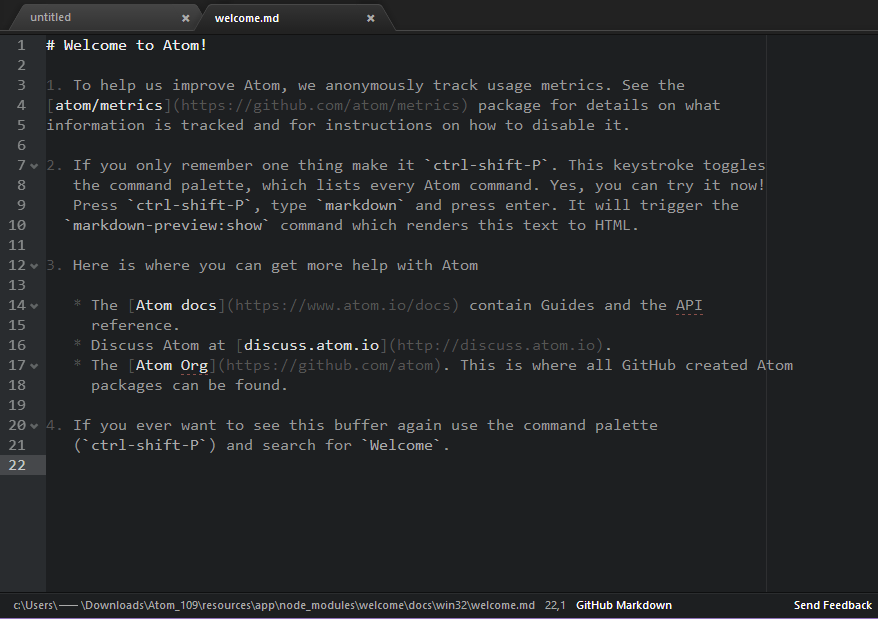 untitled × welcome.md ×
1 # Welcome to Atom!
2
3 1. To help us improve Atom, we anonymously track usage metrics. See the
4 [atom/metrics](https://github.com/atom/metrics) package for details on what
5 information is tracked and for instructions on how to disable it.
6
7 2. If you only remember one thing make it `ctrl-shift-P`. This keystroke toggles
8 the command palette, which lists every Atom command. Yes, you can try it now!
9 Press `ctrl-shift-P`, type `markdown` and press enter. It will trigger the
10 `markdown-preview:show` command which renders this text to HTML.
11
12 3. Here is where you can get more help with Atom
13
14 * The [Atom docs](https://www.atom.io/docs) contain Guides and the API
15 reference.
16 * Discuss Atom at [discuss.atom.io](http://discuss.atom.io).
17 * The [Atom Org](https://github.com/atom). This is where all GitHub created Atom
18 packages can be found.
19
20 4. If you ever want to see this buffer again use the command palette
21 (`ctrl-shift-P`) and search for `Welcome`.
22
c:\Users\—— \Downloads\Atom_109\resources\app\node_modules\welcome\docs\win32\welcome.md 22,1 GitHub Markdown Send Feedback